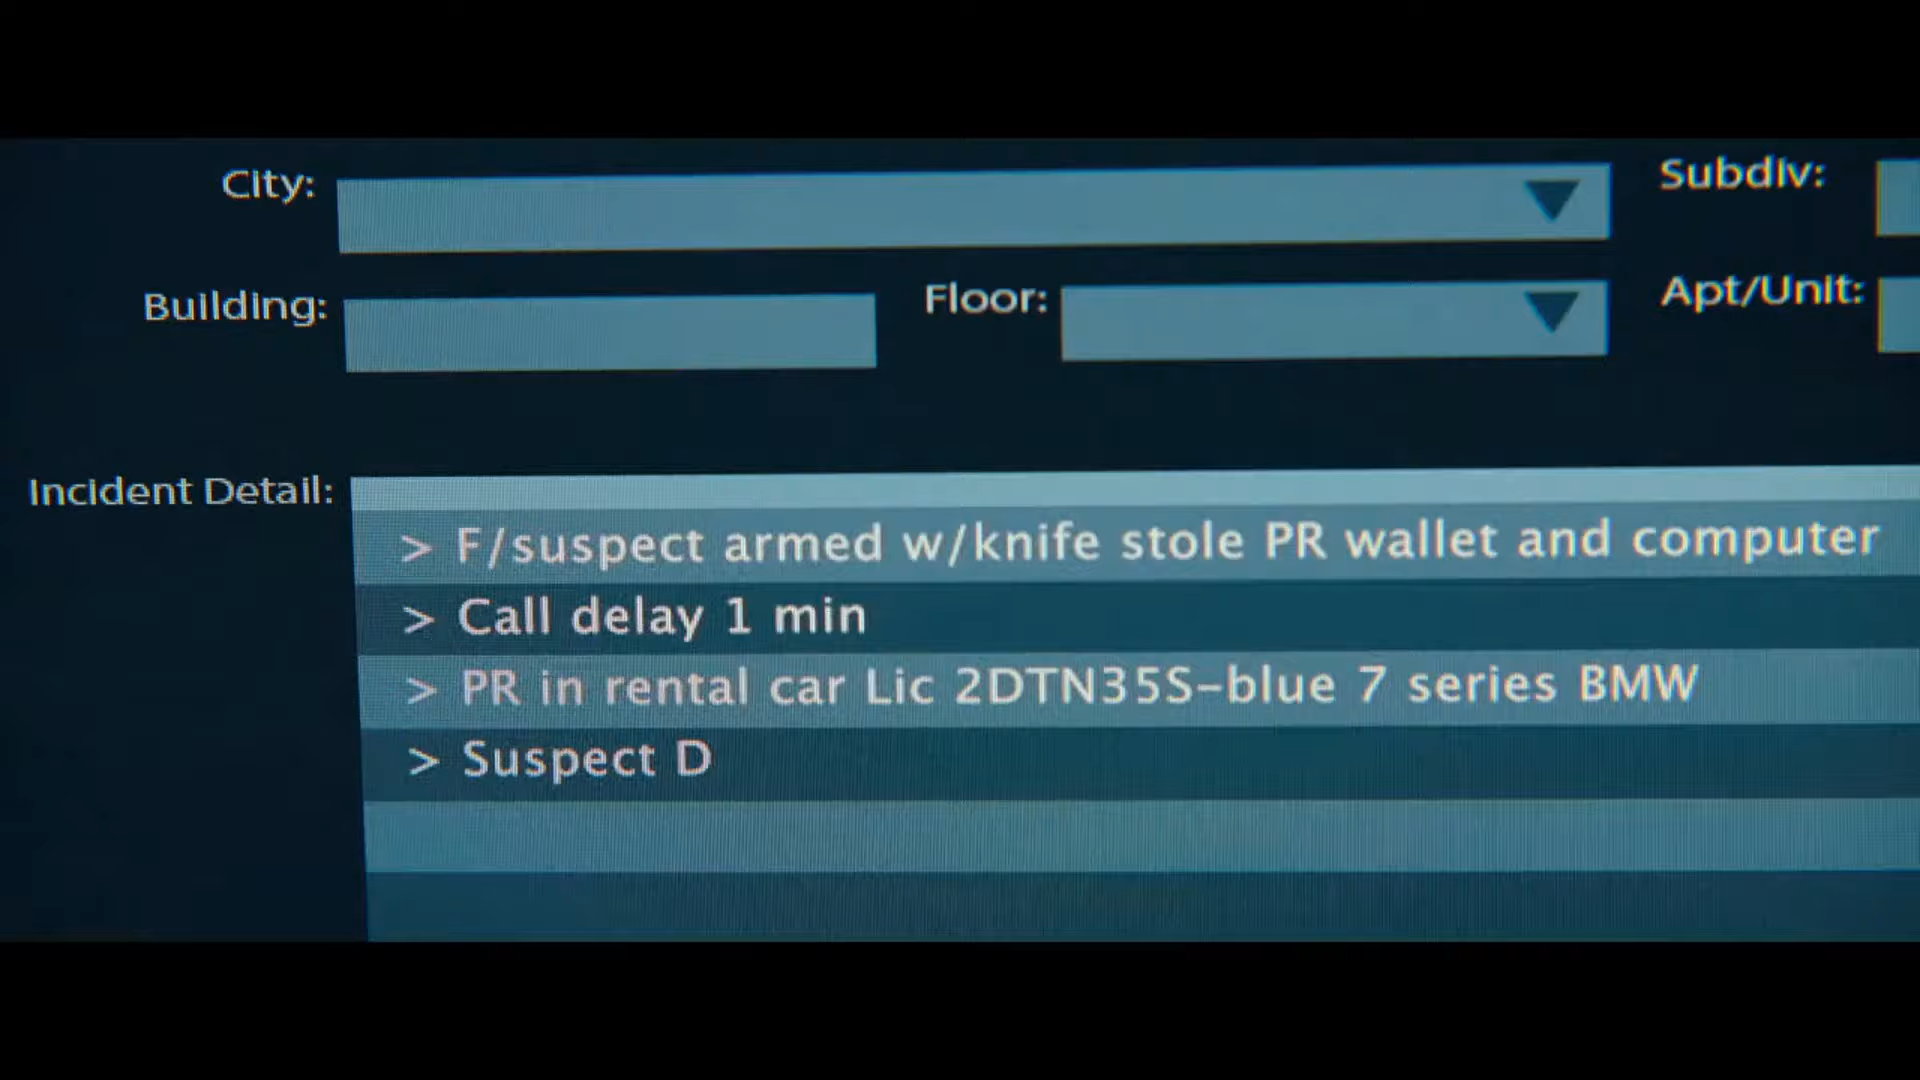 City:
Subdiv:
Building:
Floor:
Apt/Unit:
Incident Detail:
> F/suspect armed w/knife stole PR wallet and computer
> Call delay 1 min
> PR in rental car Lic 2DTN35S-blue 7 series BMW
> Suspect D